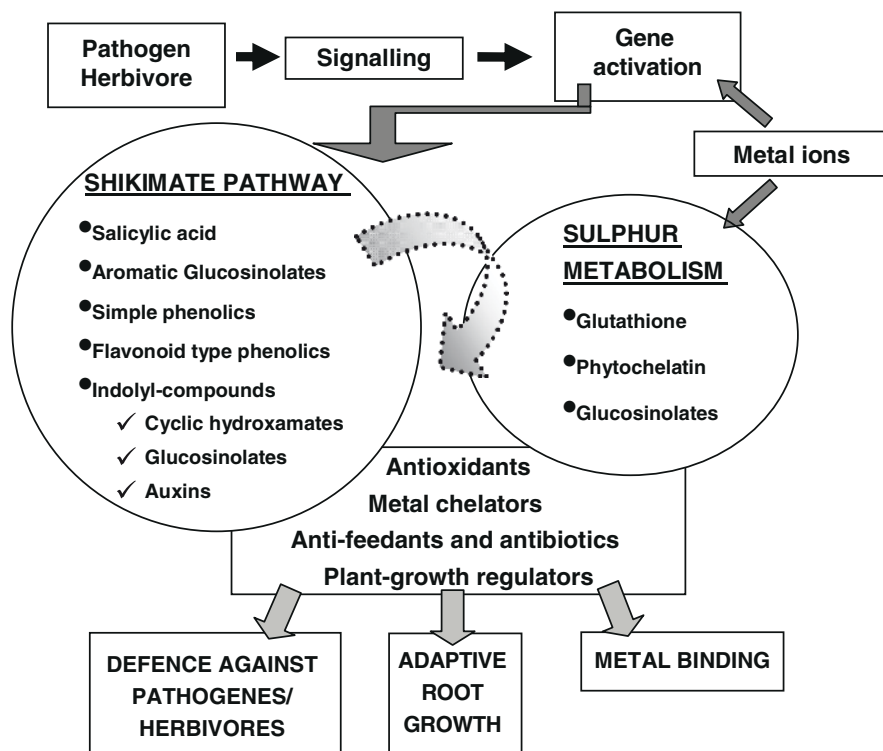 Pathogen
Herbivore
Signalling
Gene
activation
Metal ions
SHIKIMATE PATHWAY
●Salicylic acid
●Aromatic Glucosinolates
●Simple phenolics
●Flavonoid type phenolics
●Indolyl-compounds
✓ Cyclic hydroxamates
✓ Glucosinolates
✓ Auxins
SULPHUR
METABOLISM
●Glutathione
●Phytochelatin
●Glucosinolates
Antioxidants
Metal chelators
Anti-feedants and antibiotics
Plant-growth regulators
DEFENCE AGAINST
PATHOGENES/
HERBIVORES
ADAPTIVE
ROOT
GROWTH
METAL BINDING